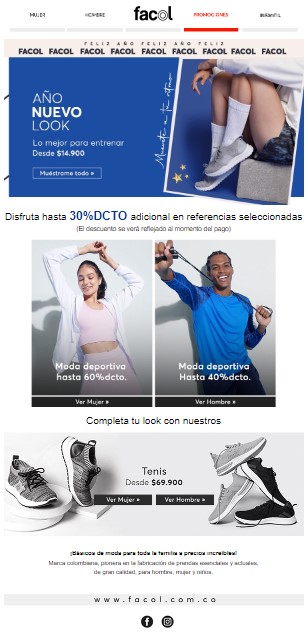 MUJER HOMBRE facol PROMOCIONES INFANTIL
FELIZ AÑO FELIZ AÑO FELIZ AÑO
FACOL FACOL FACOL FACOL FACOL FACOL FACOL FACOL FACOL
AÑO
NUEVO
LOOK
Lo mejor para entrenar
Desde $14.900
Muéstrame todo »
Muévete a tu ritmo
Disfruta hasta 30%DCTO adicional en referencias seleccionadas
(El descuento se verá reflejado al momento del pago)
Moda deportiva
hasta 60%dcto.
Ver Mujer »
Moda deportiva
Hasta 40%dcto.
Ver Hombre »
Completa tu look con nuestros
Tenis
Desde $69.900
Ver Mujer » Ver Hombre »
¡Básicos de moda para toda la familia a precios increíbles!
Marca colombiana, pionera en la fabricación de prendas esenciales y actuales,
de gran calidad, para hombre, mujer y niños.
www.facol.com.co